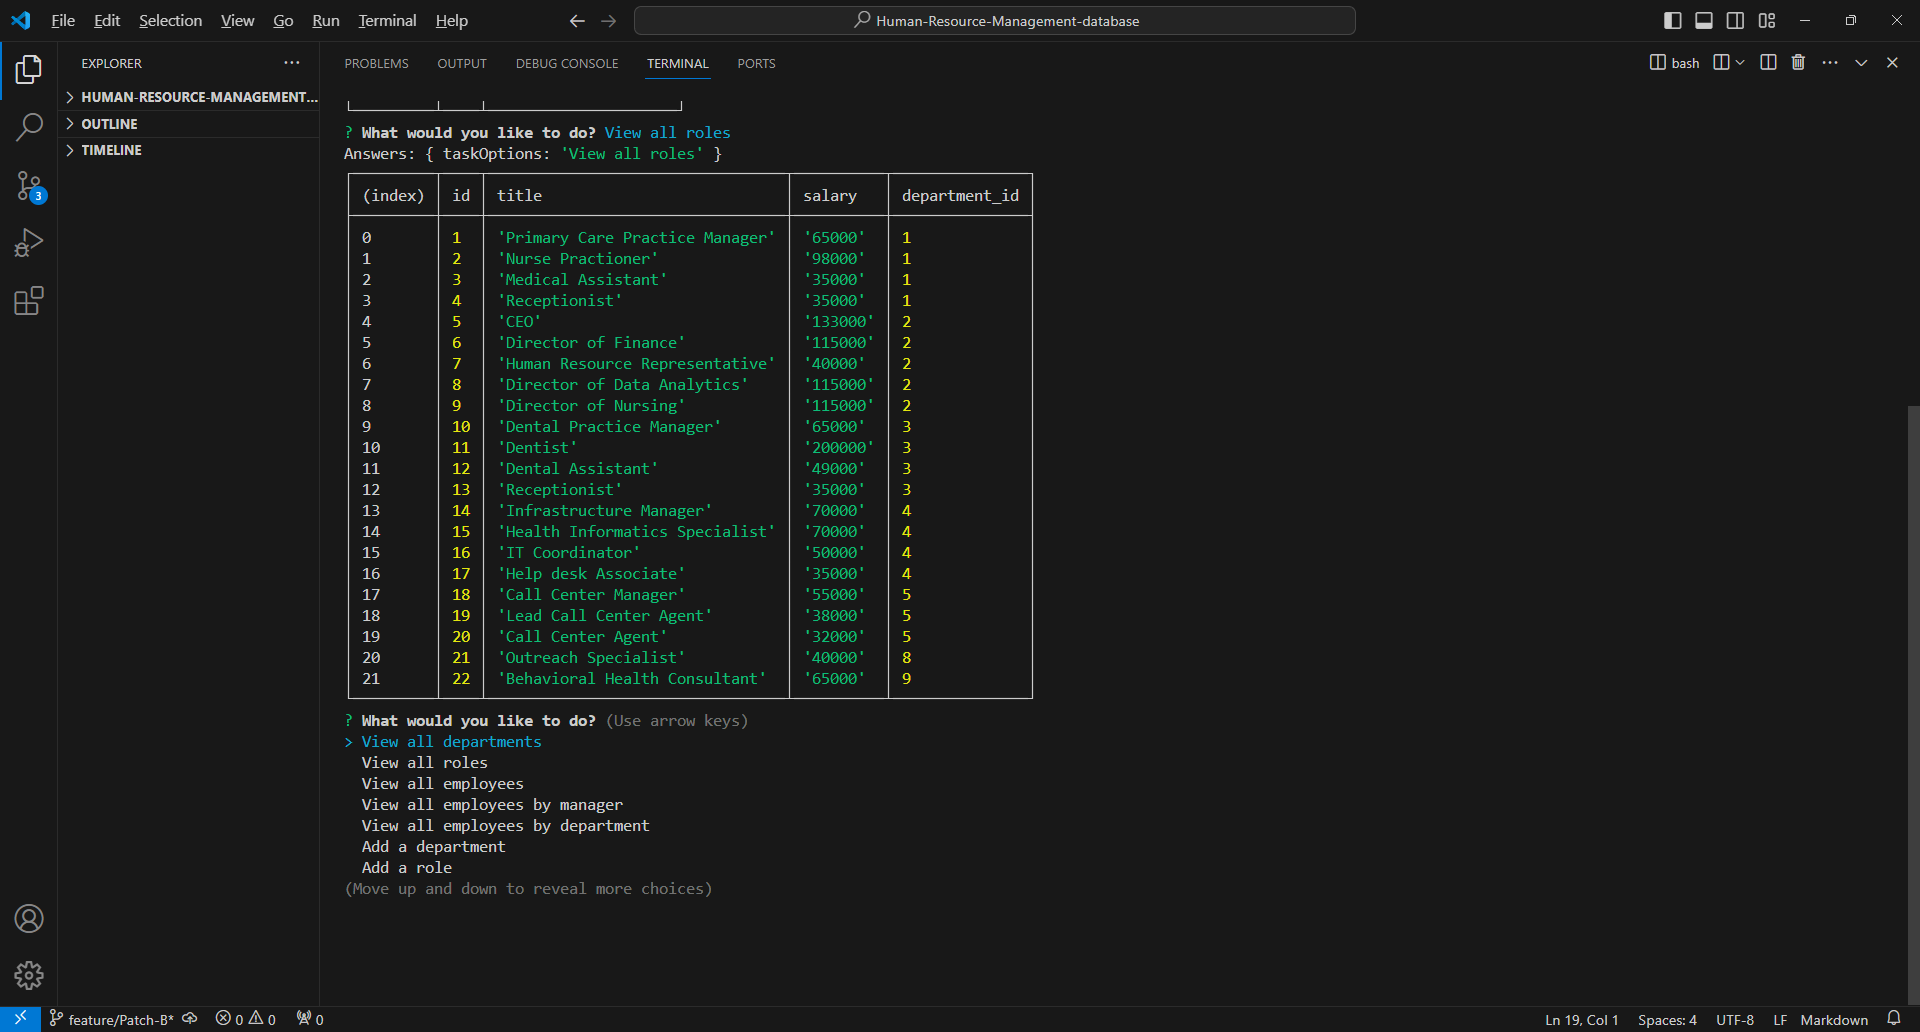 File Edit Selection View Go Run Terminal Help Human-Resource-Management-database
EXPLORER
HUMAN-RESOURCE-MANAGEMENT...
OUTLINE
TIMELINE
3
PROBLEMS OUTPUT DEBUG CONSOLE TERMINAL PORTS bash
? What would you like to do? View all roles
Answers: { taskOptions: 'View all roles' }
(index) id title salary department_id
0 1 'Primary Care Practice Manager' '65000' 1
1 2 'Nurse Practioner' '98000' 1
2 3 'Medical Assistant' '35000' 1
3 4 'Receptionist' '35000' 1
4 5 'CEO' '133000' 2
5 6 'Director of Finance' '115000' 2
6 7 'Human Resource Representative' '40000' 2
7 8 'Director of Data Analytics' '115000' 2
8 9 'Director of Nursing' '115000' 2
9 10 'Dental Practice Manager' '65000' 3
10 11 'Dentist' '200000' 3
11 12 'Dental Assistant' '49000' 3
12 13 'Receptionist' '35000' 3
13 14 'Infrastructure Manager' '70000' 4
14 15 'Health Informatics Specialist' '70000' 4
15 16 'IT Coordinator' '50000' 4
16 17 'Help desk Associate' '35000' 4
17 18 'Call Center Manager' '55000' 5
18 19 'Lead Call Center Agent' '38000' 5
19 20 'Call Center Agent' '32000' 5
20 21 'Outreach Specialist' '40000' 8
21 22 'Behavioral Health Consultant' '65000' 9
? What would you like to do? (Use arrow keys)
> View all departments
View all roles
View all employees
View all employees by manager
View all employees by department
Add a department
Add a role
(Move up and down to reveal more choices)
feature/Patch-B* 0 0 0 Ln 19, Col 1 Spaces: 4 UTF-8 LF Markdown